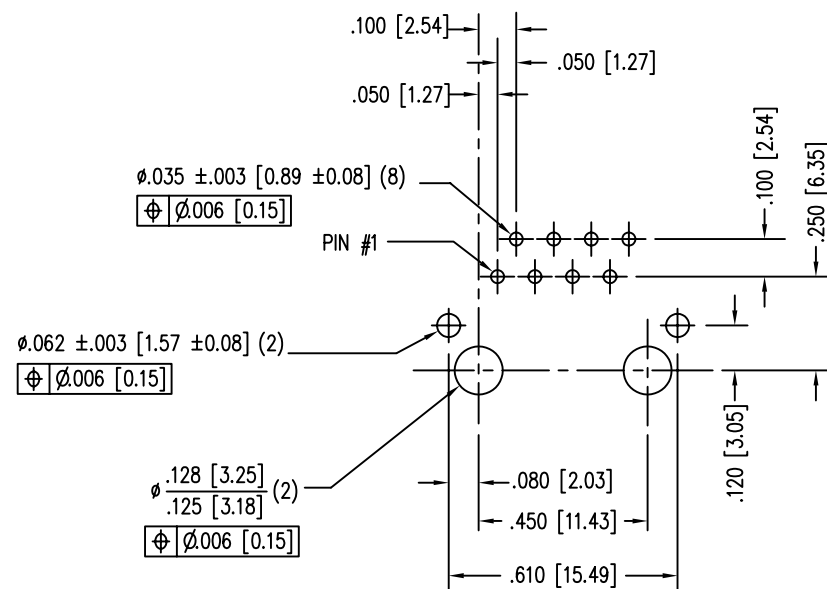 .100 [2.54]
.050 [1.27]
.050 [1.27]
.100 [2.54]
.250 [6.35]
ø.035 ±.003 [0.89 ±0.08] (8)
⌖ Ø.006 [0.15]
PIN #1
ø.062 ±.003 [1.57 ±0.08] (2)
⌖ Ø.006 [0.15]
.120 [3.05]
ø .128 [3.25] (2)
.125 [3.18]
⌖ Ø.006 [0.15]
.080 [2.03]
.450 [11.43]
.610 [15.49]